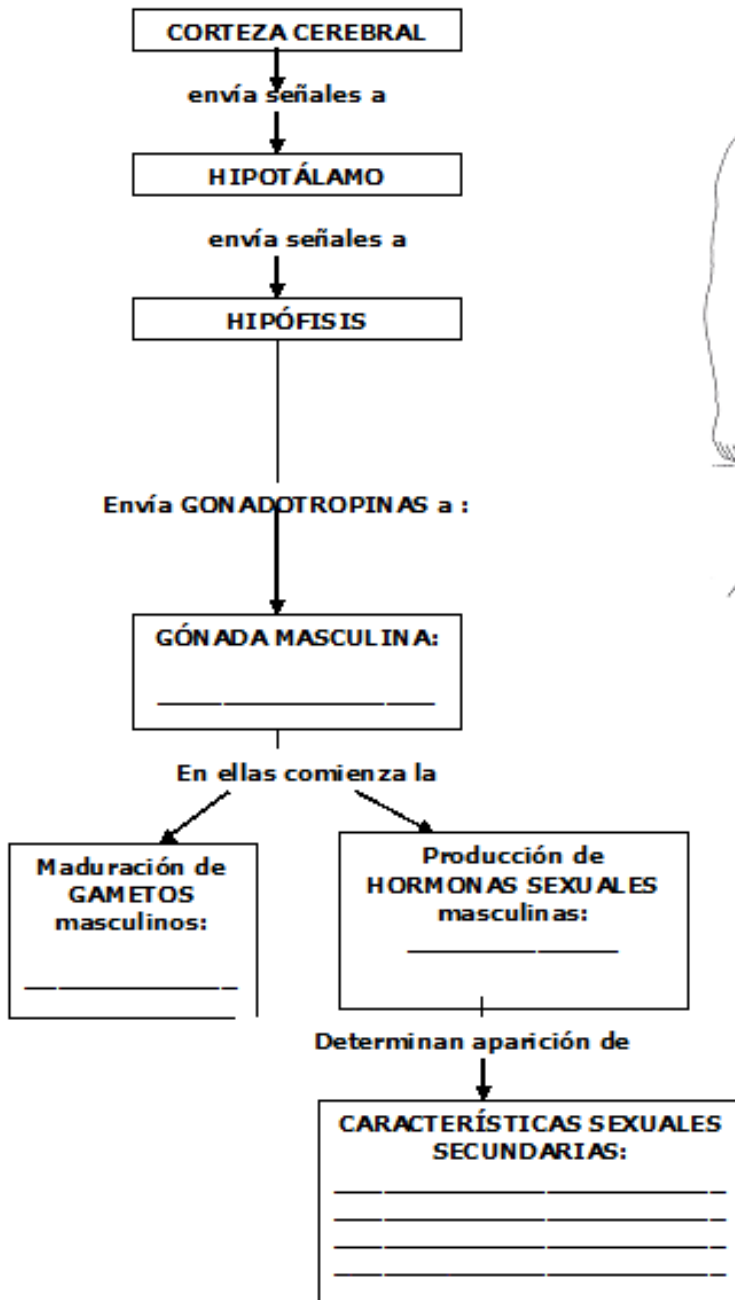 CORTEZA CEREBRAL
envía señales a
HIPOTÁLAMO
envía señales a
HIPÓFISIS
Envía GONADOTROPINAS a :
GÓNADA MASCULINA:
En ellas comienza la
Maduración de
GAMETOS
masculinos:
Producción de
HORMONAS SEXUALES
masculinas:
Determinan aparición de
CARACTERÍSTICAS SEXUALES
SECUNDARIAS: